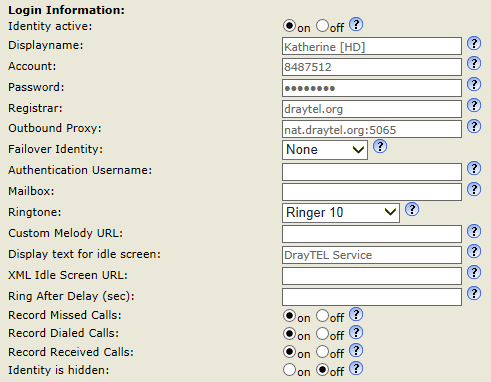 Login Information:
Identity active: on off ?
Displayname: Katherine [HD] ?
Account: 8487512 ?
Password: •••••••• ?
Registrar: draytel.org ?
Outbound Proxy: nat.draytel.org:5065 ?
Failover Identity: None ?
Authentication Username: ?
Mailbox: ?
Ringtone: Ringer 10 ?
Custom Melody URL: ?
Display text for idle screen: DrayTEL Service ?
XML Idle Screen URL: ?
Ring After Delay (sec): ?
Record Missed Calls: on off ?
Record Dialed Calls: on off ?
Record Received Calls: on off ?
Identity is hidden: on off ?